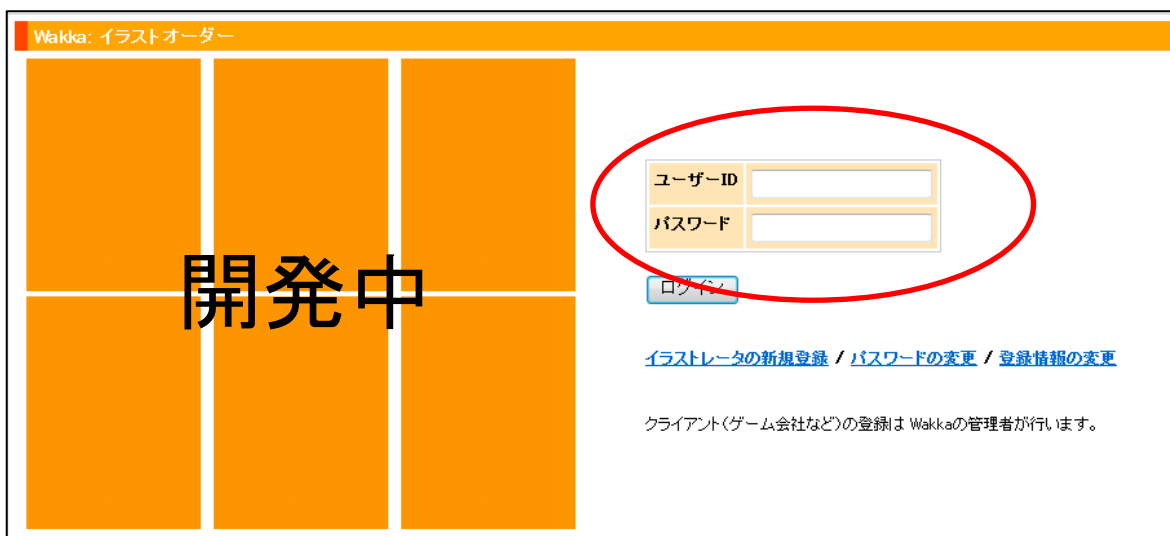 Wakka: イラストオーダー
開発中
ユーザーID
パスワード
ログイン
イラストレータの新規登録 / パスワードの変更 / 登録情報の変更
クライアント(ゲーム会社など)の登録は Wakkaの管理者が行います。